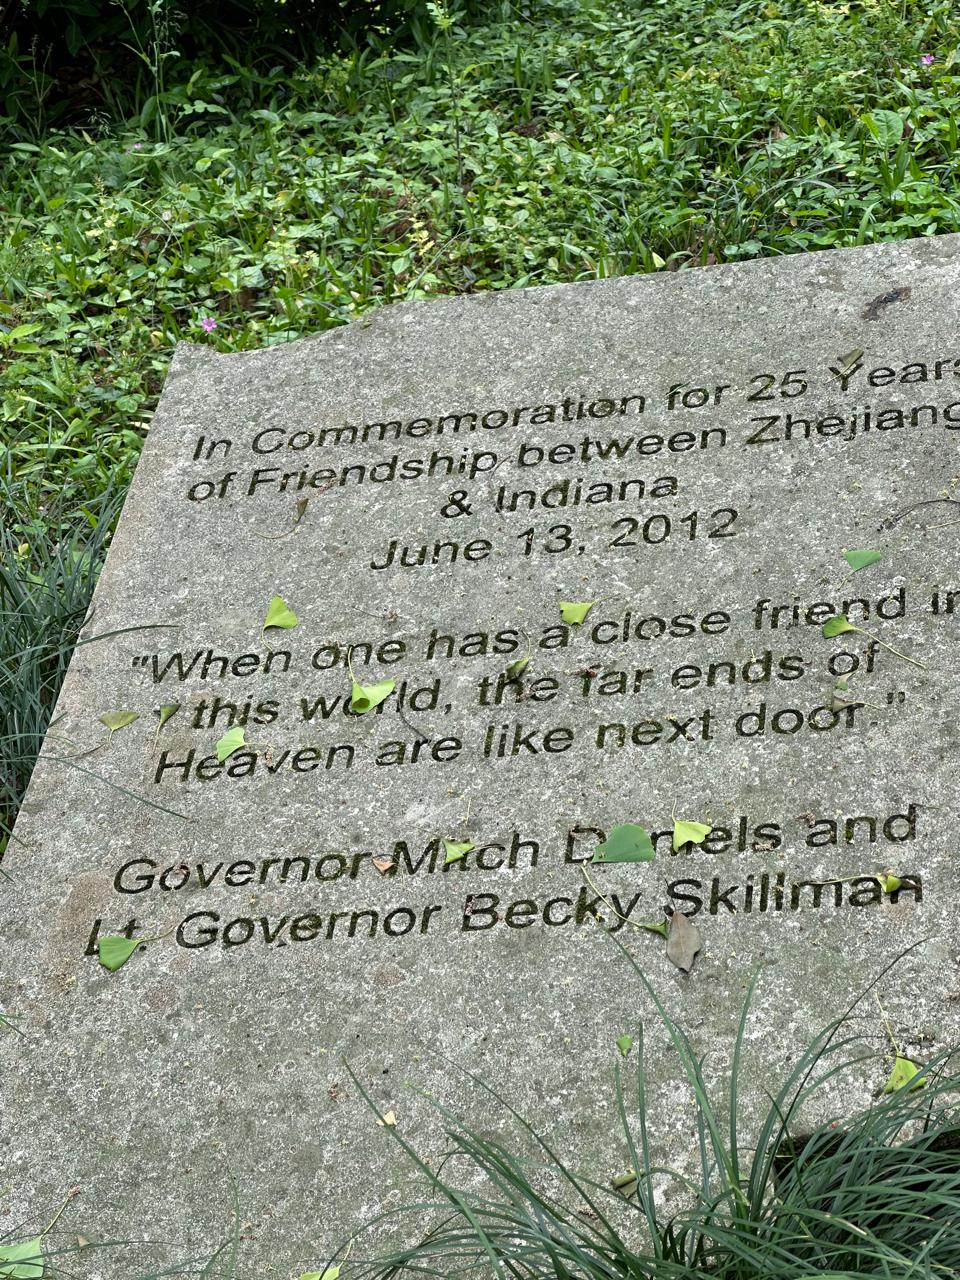 In Commemoration for 25 Years
of Friendship between Zhejiang
& Indiana
June 13, 2012
"When one has a close friend in
this world, the far ends of
Heaven are like next door."
Governor Mitch Daniels and
Lt. Governor Becky Skillman